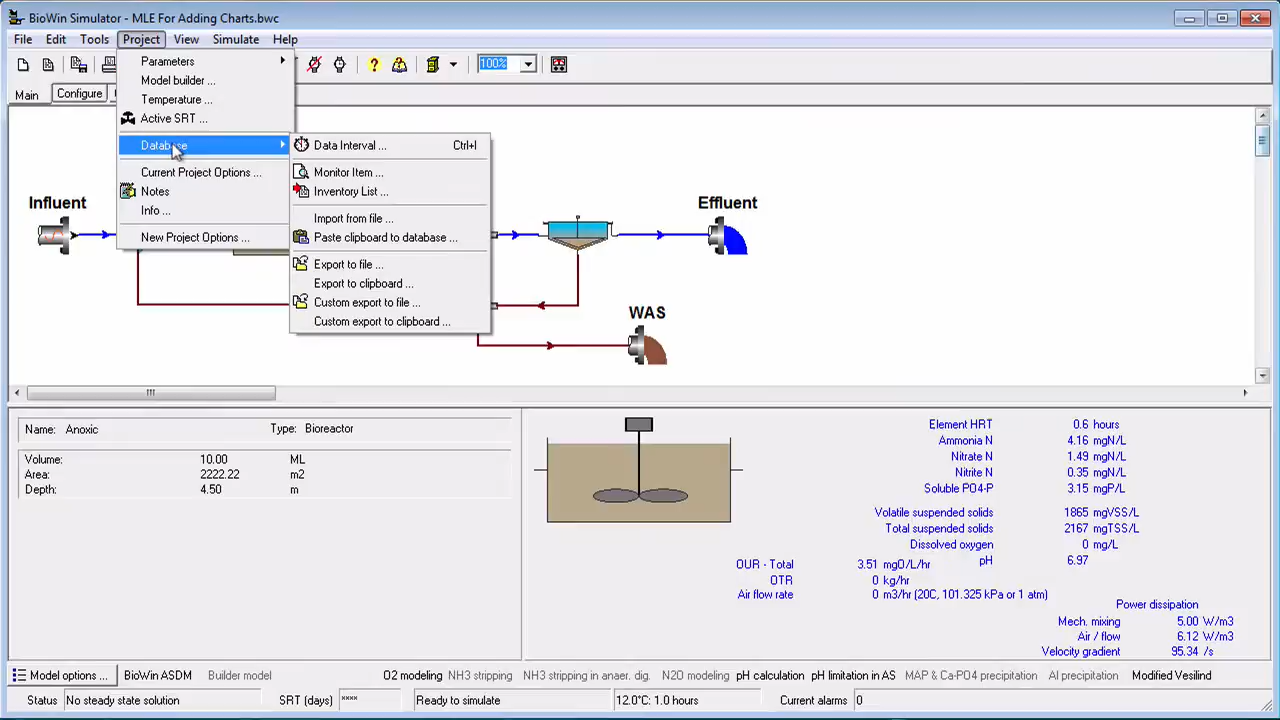 BioWin Simulator - MLE For Adding Charts.bwc
File Edit Tools Project View Simulate Help
100%
Main Configure
Parameters
Model builder ...
Temperature ...
Active SRT ...
Database
Current Project Options ...
Notes
Info ...
New Project Options ...
Data Interval ... Ctrl+I
Monitor Item ...
Inventory List ...
Import from file ...
Paste clipboard to database ...
Export to file ...
Export to clipboard ...
Custom export to file ...
Custom export to clipboard ...
Influent
Effluent
WAS
Name: Anoxic Type: Bioreactor
Volume: 10.00 ML
Area: 2222.22 m2
Depth: 4.50 m
Element HRT 0.6 hours
Ammonia N 4.16 mgN/L
Nitrate N 1.49 mgN/L
Nitrite N 0.35 mgN/L
Soluble PO4-P 3.15 mgP/L
Volatile suspended solids 1865 mgVSS/L
Total suspended solids 2167 mgTSS/L
Dissolved oxygen 0 mg/L
pH 6.97
OUR - Total 3.51 mgO/L/hr
OTR 0 kg/hr
Air flow rate 0 m3/hr (20C, 101.325 kPa or 1 atm)
Power dissipation
Mech. mixing 5.00 W/m3
Air / flow 6.12 W/m3
Velocity gradient 95.34 /s
Model options ... BioWin ASDM Builder model O2 modeling NH3 stripping NH3 stripping in anaer. dig. N2O modeling pH calculation pH limitation in AS MAP & Ca-PO4 precipitation Al precipitation Modified Vesilind
Status No steady state solution SRT (days) **** Ready to simulate 12.0°C: 1.0 hours Current alarms 0